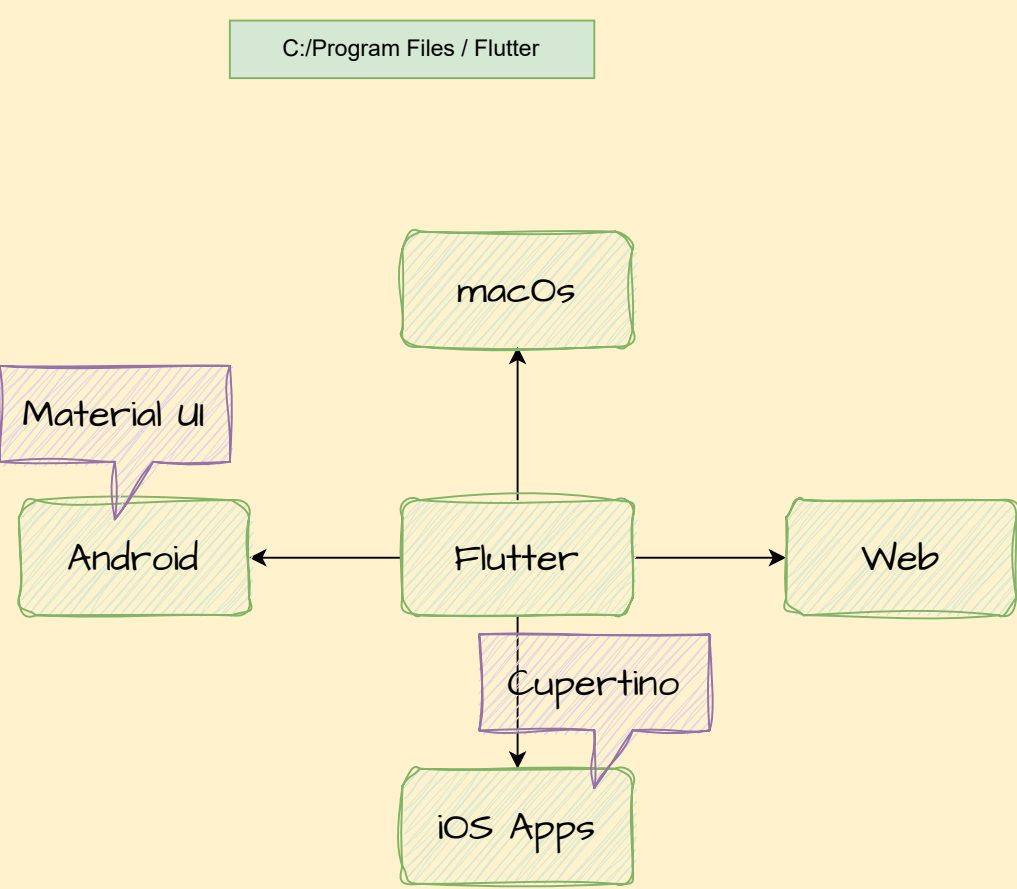 C:/Program Files / Flutter
macOs
Material UI
Android
Flutter
Web
Cupertino
iOS Apps